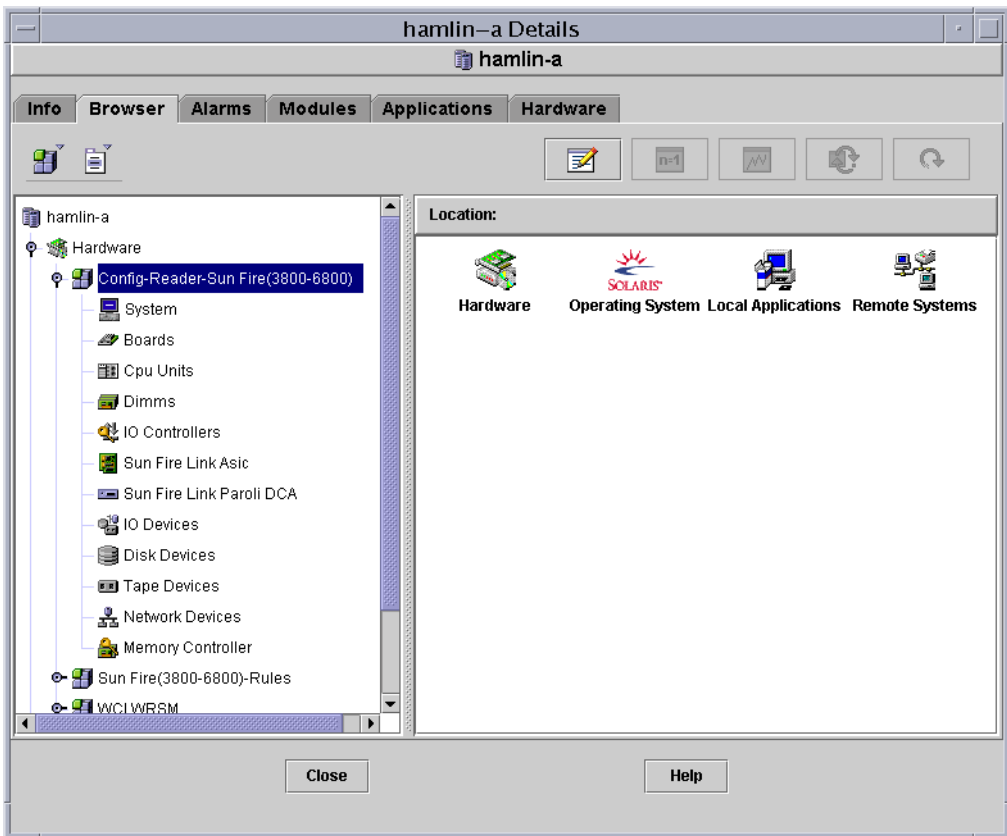 hamlin–a Details
hamlin-a
Info Browser Alarms Modules Applications Hardware
n=1
hamlin-a
Hardware
Config-Reader-Sun Fire(3800-6800)
System
Boards
Cpu Units
Dimms
IO Controllers
Sun Fire Link Asic
Sun Fire Link Paroli DCA
IO Devices
Disk Devices
Tape Devices
Network Devices
Memory Controller
Sun Fire(3800-6800)-Rules
WCI WRSM
Location:
SOLARIS
Hardware Operating System Local Applications Remote Systems
Close Help